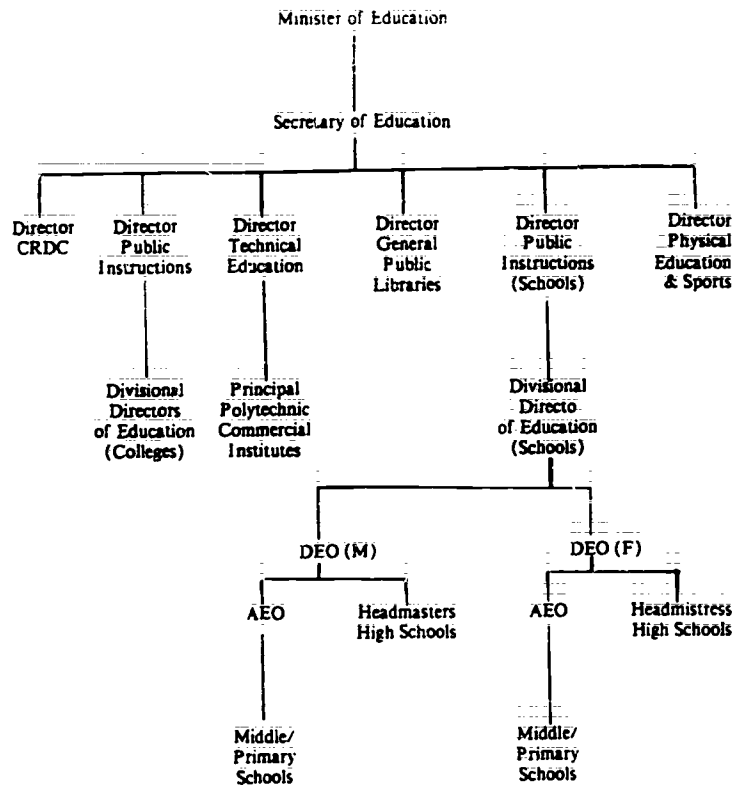 Minister of Education
Secretary of Education
Director
CRDC
Director
Public
Instructions
Director
Technical
Education
Director
General
Public
Libraries
Director
Public
Instructions
(Schools)
Director
Physical
Education
& Sports
Divisional
Directors
of Education
(Colleges)
Principal
Polytechnic
Commercial
Institutes
Divisional
Directo
of Education
(Schools)
DEO (M)
DEO (F)
AEO
Headmasters
High Schools
AEO
Headmistress
High Schools
Middle/
Primary
Schools
Middle/
Primary
Schools